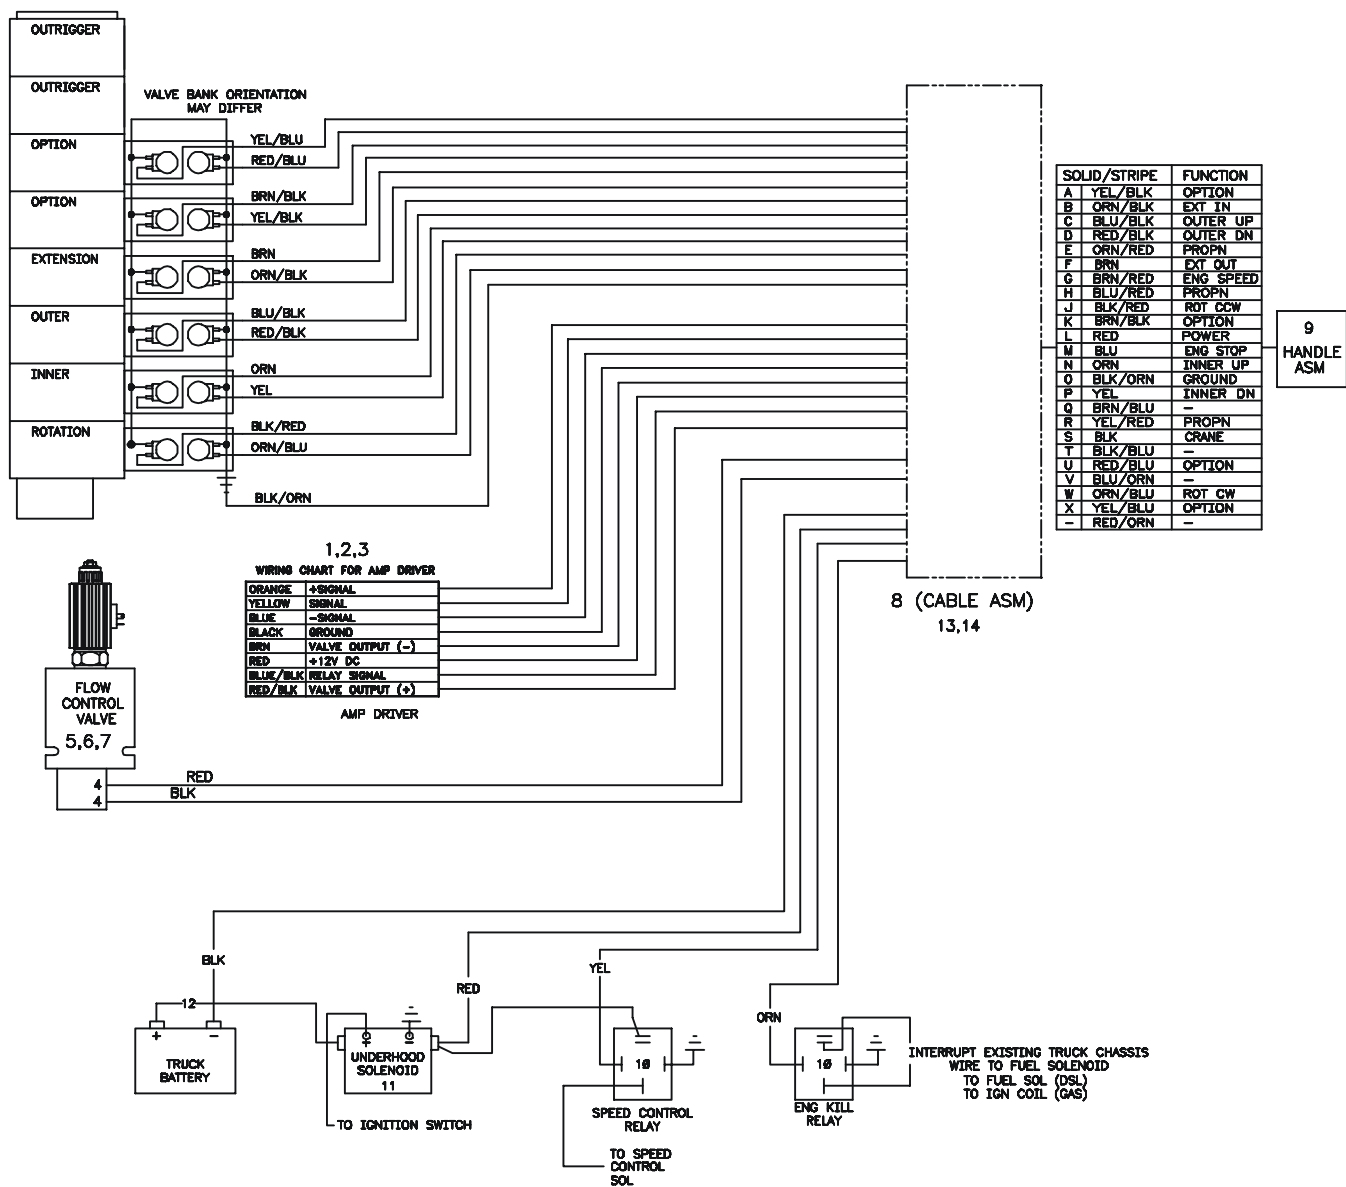 OUTRIGGER
OUTRIGGER
OPTION
OPTION
EXTENSION
OUTER
INNER
ROTATION
VALVE BANK ORIENTATION
MAY DIFFER
YEL/BLU
RED/BLU
BRN/BLK
YEL/BLK
BRN
ORN/BLK
BLU/BLK
RED/BLK
ORN
YEL
BLK/RED
ORN/BLU
BLK/ORN
SOLID/STRIPE FUNCTION
A YEL/BLK OPTION
B ORN/BLK EXT IN
C BLU/BLK OUTER UP
D RED/BLK OUTER DN
E ORN/RED PROPN
F BRN EXT OUT
G BRN/RED ENG SPEED
H BLU/RED PROPN
J BLK/RED ROT CCW
K BRN/BLK OPTION
L RED POWER
M BLU ENG STOP
N ORN INNER UP
O BLK/ORN GROUND
P YEL INNER DN
Q BRN/BLU -
R YEL/RED PROPN
S BLK CRANE
T BLK/BLU -
U RED/BLU OPTION
V BLU/ORN -
W ORN/BLU ROT CW
X YEL/BLU OPTION
- RED/ORN -
9
HANDLE
ASM
8 (CABLE ASM)
13,14
1,2,3
WIRING CHART FOR AMP DRIVER
ORANGE +SIGNAL
YELLOW SIGNAL
BLUE -SIGNAL
BLACK GROUND
BRN VALVE OUTPUT (-)
RED +12V DC
BLUE/BLK RELAY SIGNAL
RED/BLK VALVE OUTPUT (+)
AMP DRIVER
FLOW
CONTROL
VALVE
5,6,7
4
4
RED
BLK
BLK
12
+ -
TRUCK
BATTERY
RED
+ -
UNDERHOOD
SOLENOID
11
TO IGNITION SWITCH
YEL
10
SPEED CONTROL
RELAY
TO SPEED
CONTROL
SOL
ORN
10
ENG KILL
RELAY
INTERRUPT EXISTING TRUCK CHASSIS
WIRE TO FUEL SOLENOID
TO FUEL SOL (DSL)
TO IGN COIL (GAS)